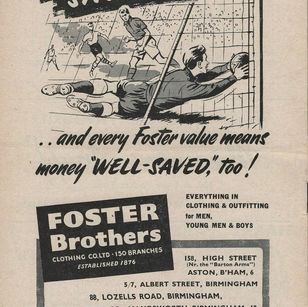 ..and every Foster value means
money "WELL-SAVED," too!
FOSTER
Brothers
CLOTHING CO.LTD · 150 BRANCHES
ESTABLISHED 1876
EVERYTHING IN
CLOTHING & OUTFITTING
for MEN,
YOUNG MEN & BOYS
158, HIGH STREET
(Nr. the "Barton Arms")
ASTON, B'HAM, 6
5/7, ALBERT STREET, BIRMINGHAM
88, LOZELLS ROAD, BIRMINGHAM,